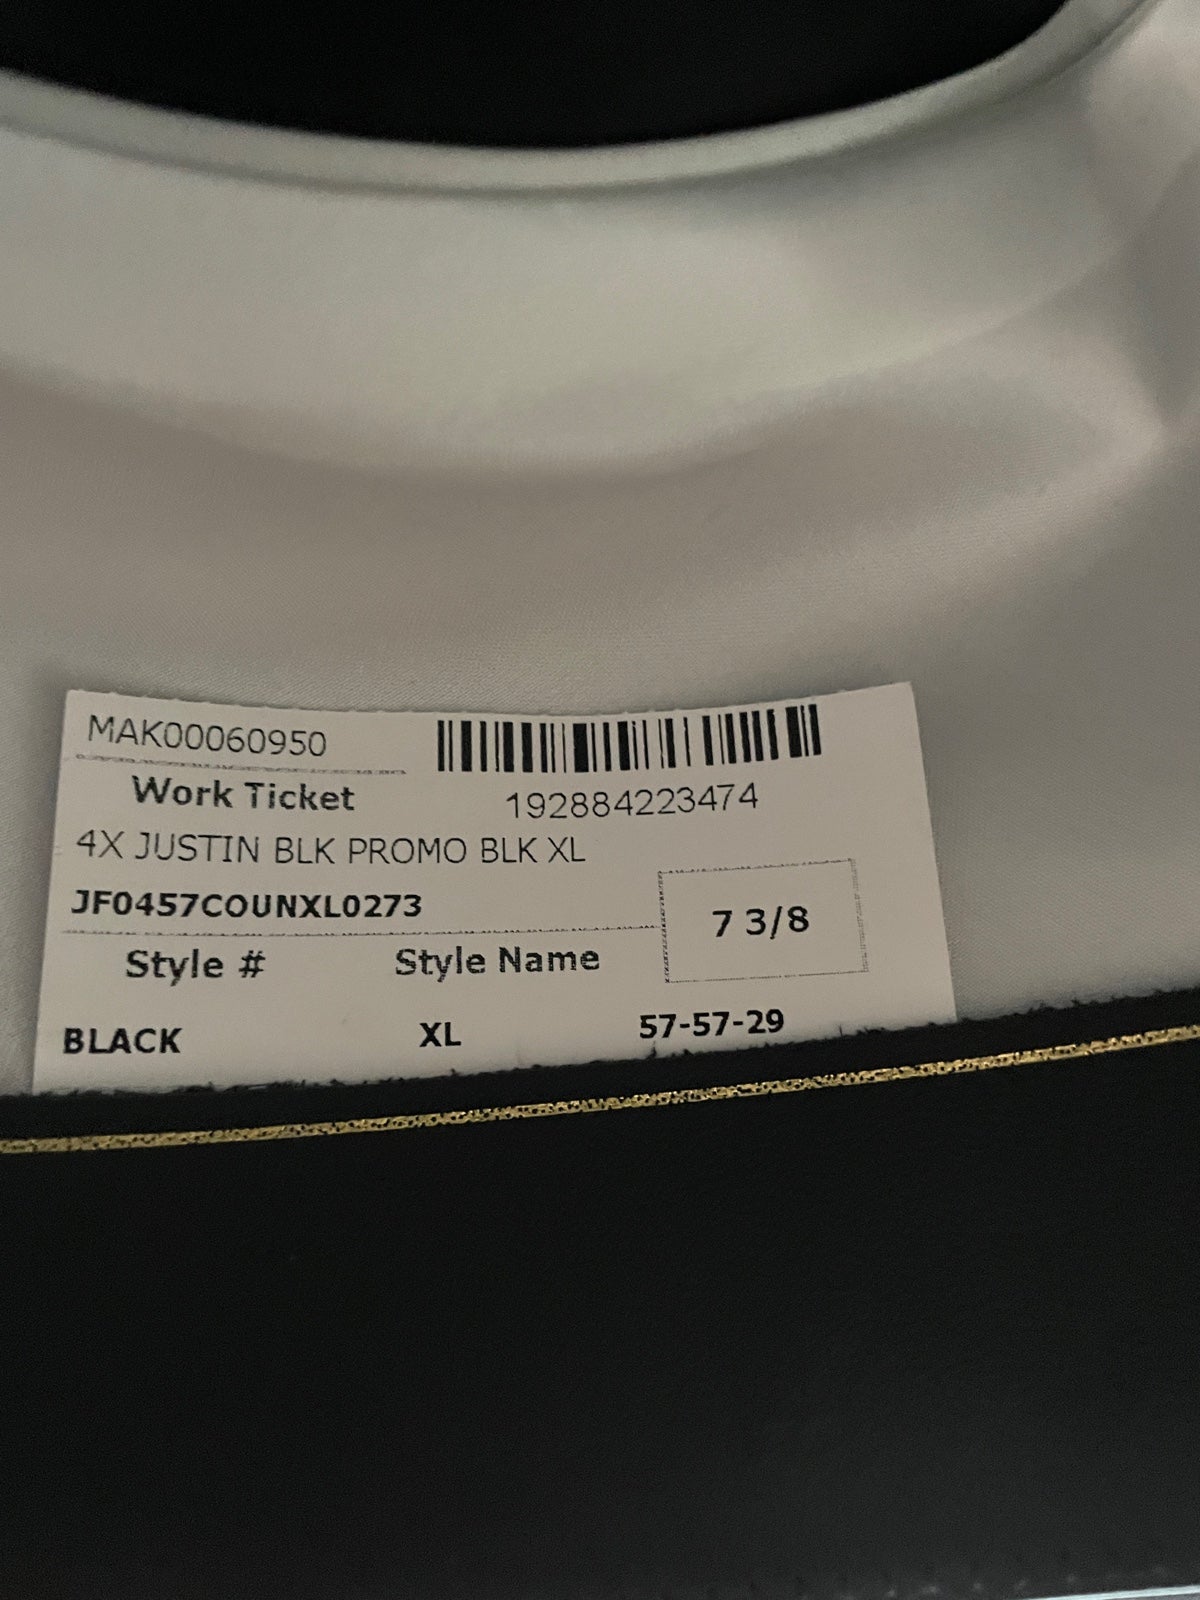 MAK00060950
Work Ticket
192884223474
4X JUSTIN BLK PROMO BLK XL
JF0457COUNXL0273
7 3/8
Style # Style Name
BLACK XL 57-57-29